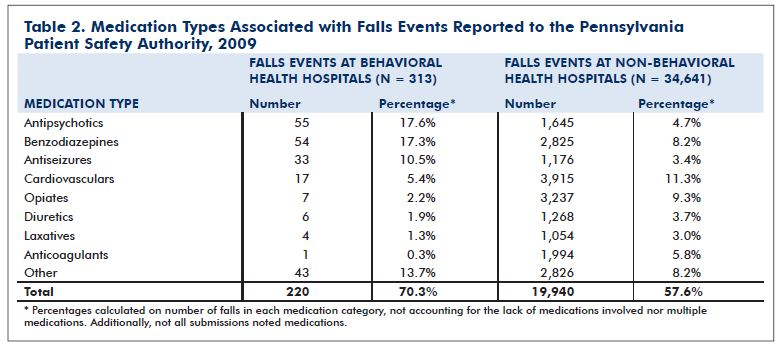 Table 2. Medication Types Associated with Falls Events Reported to the Pennsylvania
Patient Safety Authority, 2009
FALLS EVENTS AT BEHAVIORAL HEALTH HOSPITALS (N = 313) FALLS EVENTS AT NON-BEHAVIORAL HEALTH HOSPITALS (N = 34,641)
MEDICATION TYPE Number Percentage* Number Percentage*
Antipsychotics 55 17.6% 1,645 4.7%
Benzodiazepines 54 17.3% 2,825 8.2%
Antiseizures 33 10.5% 1,176 3.4%
Cardiovasculars 17 5.4% 3,915 11.3%
Opiates 7 2.2% 3,237 9.3%
Diuretics 6 1.9% 1,268 3.7%
Laxatives 4 1.3% 1,054 3.0%
Anticoagulants 1 0.3% 1,994 5.8%
Other 43 13.7% 2,826 8.2%
Total 220 70.3% 19,940 57.6%
* Percentages calculated on number of falls in each medication category, not accounting for the lack of medications involved nor multiple
medications. Additionally, not all submissions noted medications.